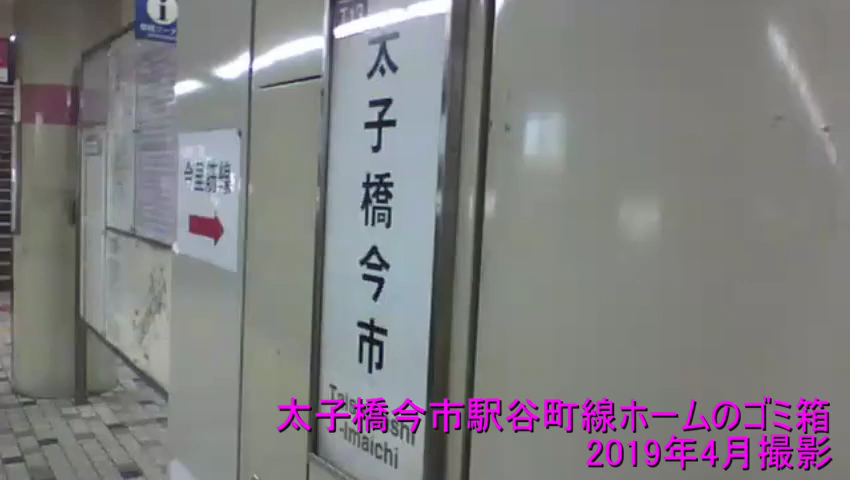 T13
太子橋今市
Taishibashi
-Imaichi
今里筋線
太子橋今市駅谷町線ホームのゴミ箱
2019年4月撮影